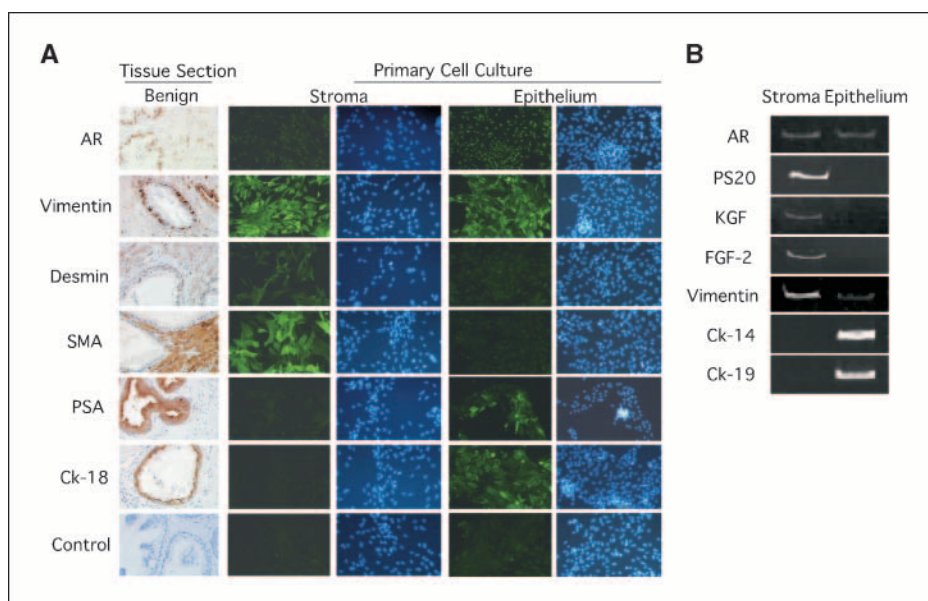 A
Tissue Section
Primary Cell Culture
Benign
Stroma
Epithelium
AR
Vimentin
Desmin
SMA
PSA
Ck-18
Control
B
Stroma Epithelium
AR
PS20
KGF
FGF-2
Vimentin
Ck-14
Ck-19